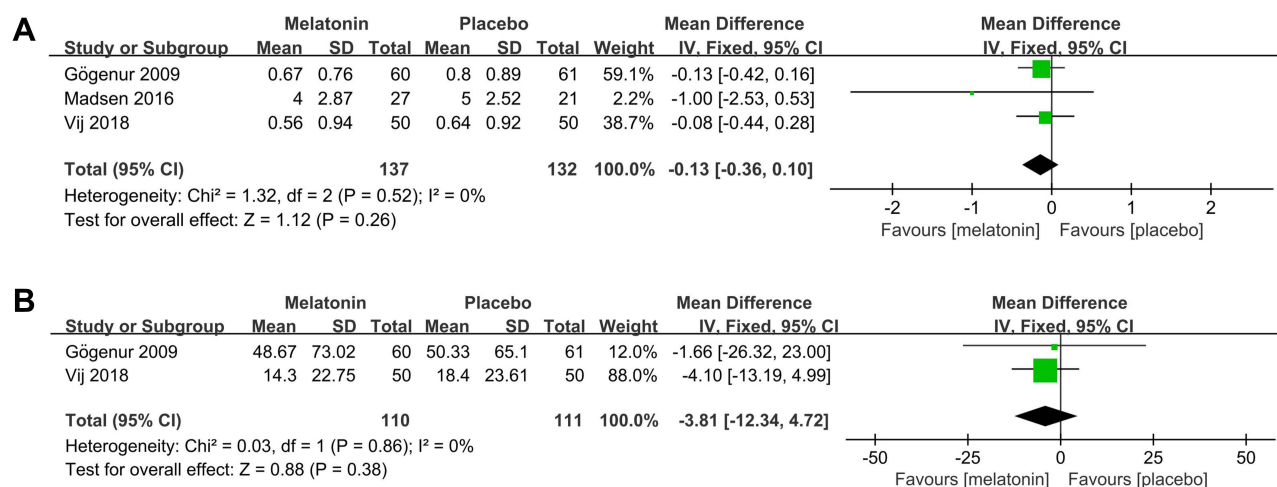 A
Melatonin Placebo Mean Difference Mean Difference
Study or Subgroup Mean SD Total Mean SD Total Weight IV, Fixed, 95% CI IV, Fixed, 95% CI
Gögenur 2009 0.67 0.76 60 0.8 0.89 61 59.1% -0.13 [-0.42, 0.16]
Madsen 2016 4 2.87 27 5 2.52 21 2.2% -1.00 [-2.53, 0.53]
Vij 2018 0.56 0.94 50 0.64 0.92 50 38.7% -0.08 [-0.44, 0.28]
Total (95% CI) 137 132 100.0% -0.13 [-0.36, 0.10]
Heterogeneity: Chi² = 1.32, df = 2 (P = 0.52); I² = 0%
Test for overall effect: Z = 1.12 (P = 0.26)
-2 -1 0 1 2
Favours [melatonin] Favours [placebo]
B
Melatonin Placebo Mean Difference Mean Difference
Study or Subgroup Mean SD Total Mean SD Total Weight IV, Fixed, 95% CI IV, Fixed, 95% CI
Gögenur 2009 48.67 73.02 60 50.33 65.1 61 12.0% -1.66 [-26.32, 23.00]
Vij 2018 14.3 22.75 50 18.4 23.61 50 88.0% -4.10 [-13.19, 4.99]
Total (95% CI) 110 111 100.0% -3.81 [-12.34, 4.72]
Heterogeneity: Chi² = 0.03, df = 1 (P = 0.86); I² = 0%
Test for overall effect: Z = 0.88 (P = 0.38)
-50 -25 0 25 50
Favours [melatonin] Favours [placebo]